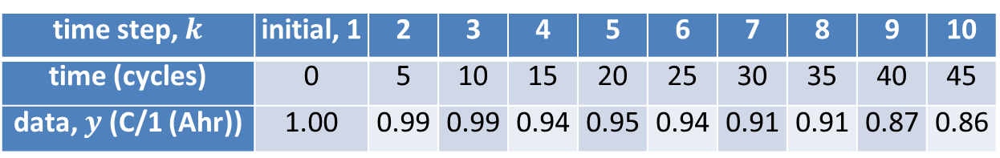 time step, k initial, 1 2 3 4 5 6 7 8 9 10
time (cycles) 0 5 10 15 20 25 30 35 40 45
data, y (C/1 (Ahr)) 1.00 0.99 0.99 0.94 0.95 0.94 0.91 0.91 0.87 0.86